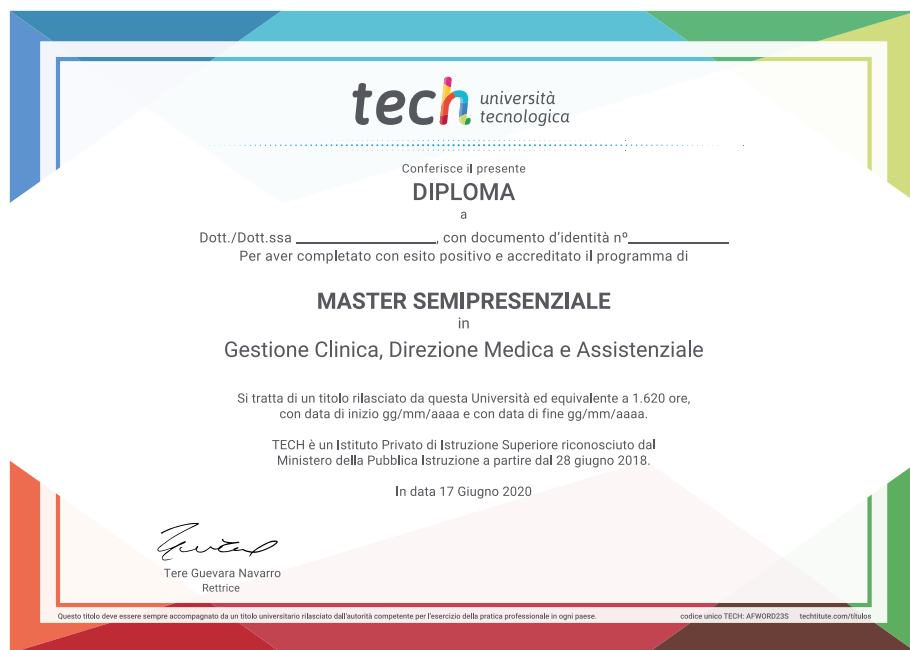 tech università
tecnologica
Conferisce il presente
DIPLOMA
a
Dott./Dott.ssa ________________, con documento d'identità nº____________
Per aver completato con esito positivo e accreditato il programma di
MASTER SEMIPRESENZIALE
in
Gestione Clinica, Direzione Medica e Assistenziale
Si tratta di un titolo rilasciato da questa Università ed equivalente a 1.620 ore,
con data di inizio gg/mm/aaaa e con data di fine gg/mm/aaaa.
TECH è un Istituto Privato di Istruzione Superiore riconosciuto dal
Ministero della Pubblica Istruzione a partire dal 28 giugno 2018.
In data 17 Giugno 2020
Tere Guevara Navarro
Rettrice
Questo titolo deve essere sempre accompagnato da un titolo universitario rilasciato dall'autorità competente per l'esercizio della pratica professionale in ogni paese. codice unico TECH: AFWORD23S techtitute.com/títulos